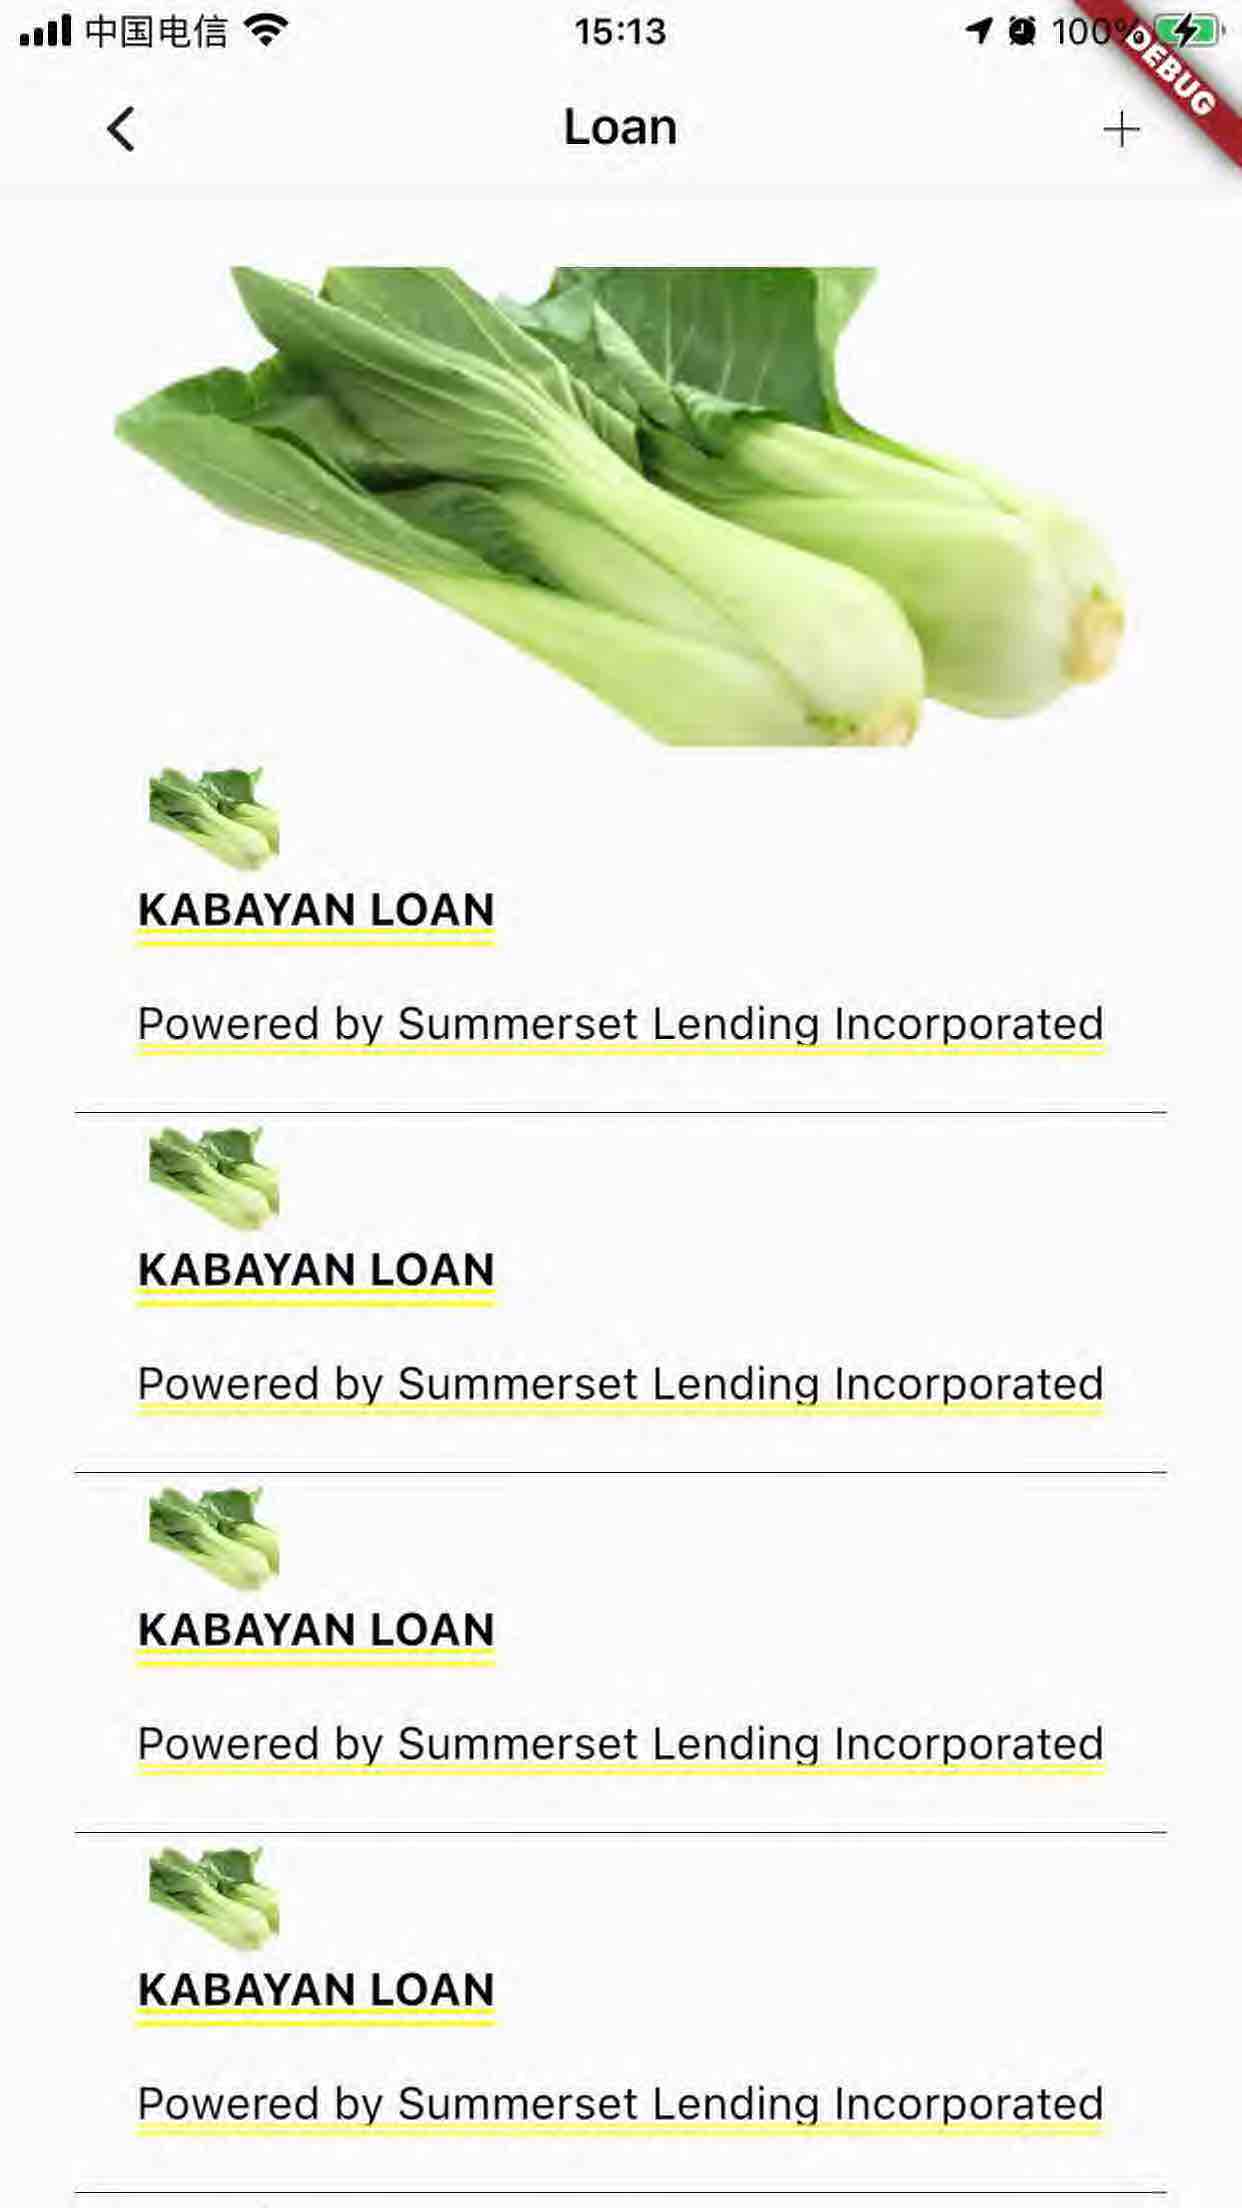 中国电信 15:13 100%
DEBUG
Loan
KABAYAN LOAN
Powered by Summerset Lending Incorporated
KABAYAN LOAN
Powered by Summerset Lending Incorporated
KABAYAN LOAN
Powered by Summerset Lending Incorporated
KABAYAN LOAN
Powered by Summerset Lending Incorporated